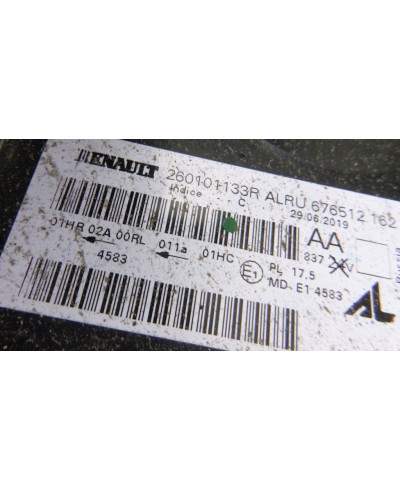 RENAULT 260101133R ALRU 676512 162
Indice C 29.06.2019
AA
01HR 02A 00RL 011a 01HC E1 PL 17.5 837
4583 MD E1 4583
AL